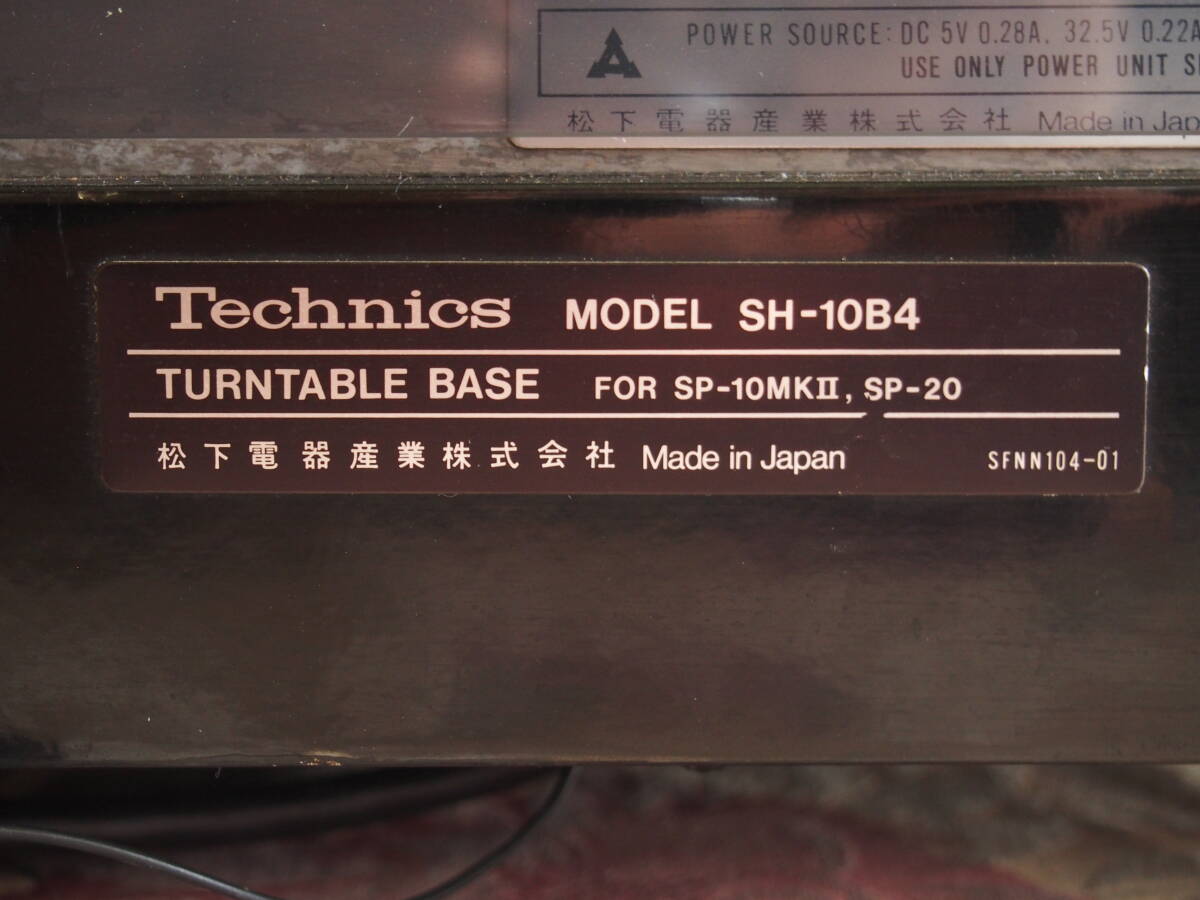 POWER SOURCE: DC 5V 0.28A, 32.5V 0.22A
USE ONLY POWER UNIT
松下電器産業株式会社 Made in
Technics MODEL SH-10B4
TURNTABLE BASE FOR SP-10MKII, SP-20
松下電器産業株式会社 Made in Japan SFNN104-01